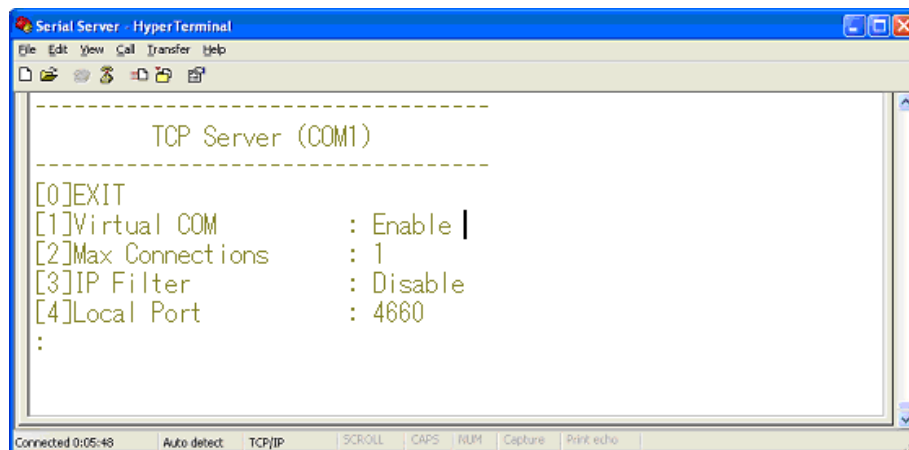 Serial Server - HyperTerminal
File Edit View Call Transfer Help
-----------------------------------
TCP Server (COM1)
-----------------------------------
[0]EXIT
[1]Virtual COM : Enable
[2]Max Connections : 1
[3]IP Filter : Disable
[4]Local Port : 4660
:
Connected 0:05:48 Auto detect TCP/IP SCROLL CAPS NUM Capture Print echo